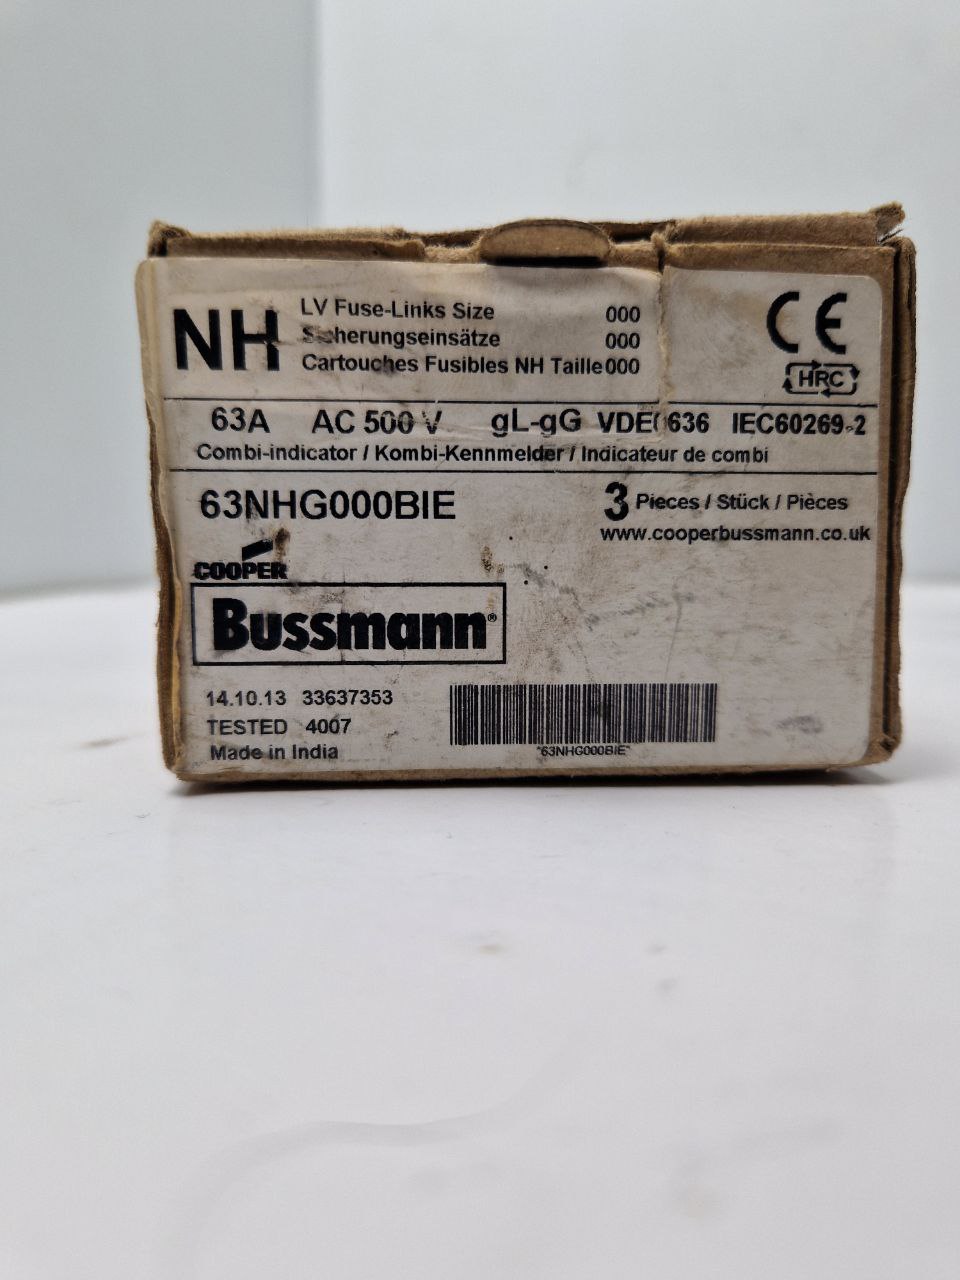 NH
LV Fuse-Links Size 000
Sicherungseinsätze 000
Cartouches Fusibles NH Taille 000
CE
HRC
63A AC 500 V gL-gG VDE0636 IEC60269-2
Combi-indicator / Kombi-Kennmelder / Indicateur de combi
63NHG000BIE
3 Pieces / Stück / Pièces
www.cooperbussmann.co.uk
COOPER
Bussmann®
14.10.13 33637353
TESTED 4007
Made in India
*63NHG000BIE*